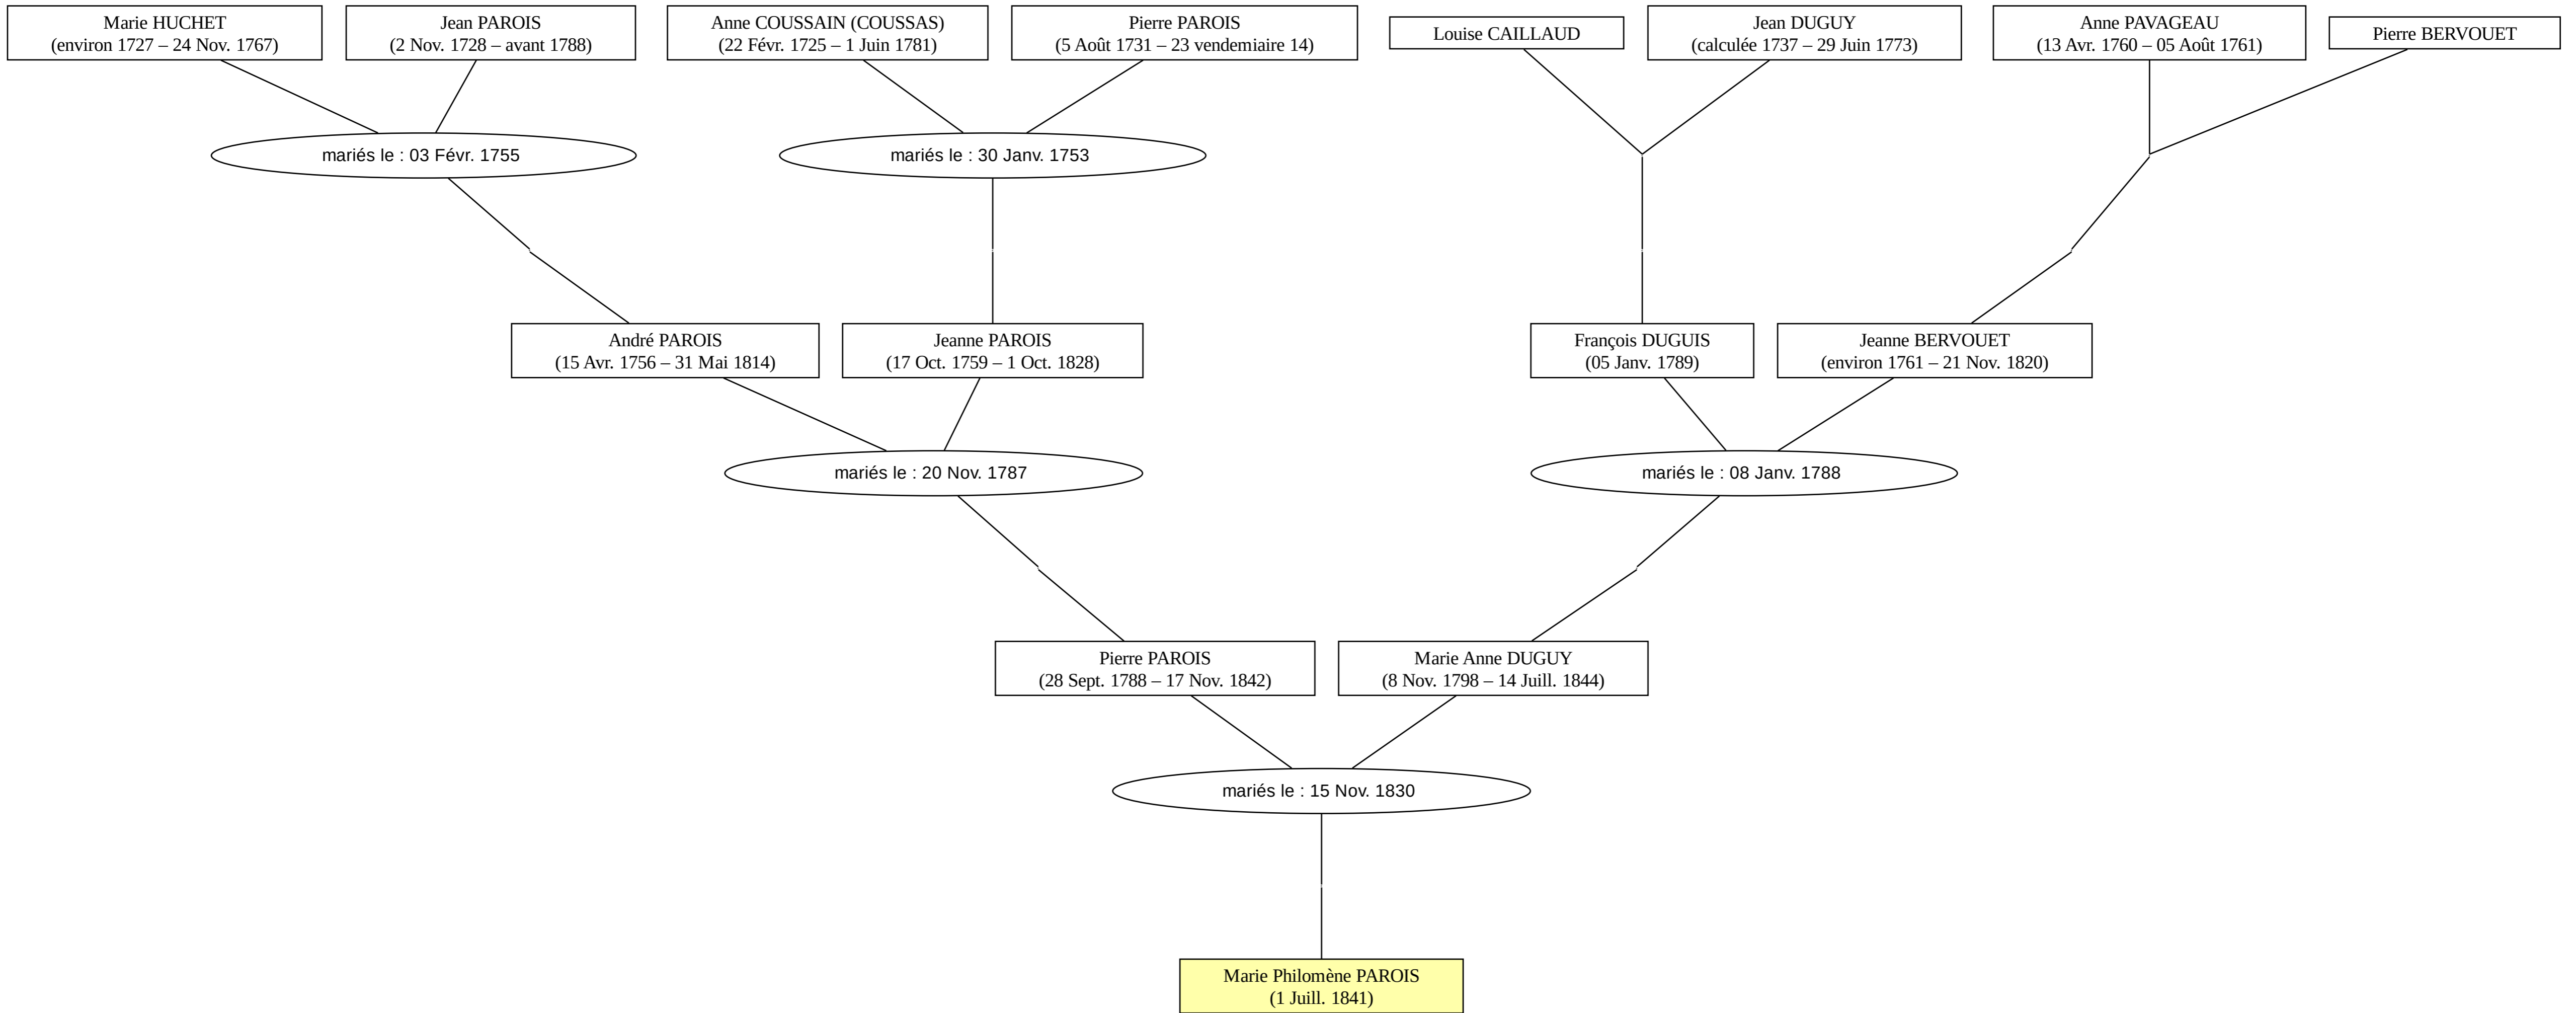 Marie HUCHET
(environ 1727 – 24 Nov. 1767)
Jean PAROIS
(2 Nov. 1728 – avant 1788)
Anne COUSSAIN (COUSSAS)
(22 Févr. 1725 – 1 Juin 1781)
Pierre PAROIS
(5 Août 1731 – 23 vendemiaire 14)
Louise CAILLAUD
Jean DUGUY
(calculée 1737 – 29 Juin 1773)
Anne PAVAGEAU
(13 Avr. 1760 – 05 Août 1761)
Pierre BERVOUET
mariés le : 03 Févr. 1755
mariés le : 30 Janv. 1753
André PAROIS
(15 Avr. 1756 – 31 Mai 1814)
Jeanne PAROIS
(17 Oct. 1759 – 1 Oct. 1828)
François DUGUIS
(05 Janv. 1789)
Jeanne BERVOUET
(environ 1761 – 21 Nov. 1820)
mariés le : 20 Nov. 1787
mariés le : 08 Janv. 1788
Pierre PAROIS
(28 Sept. 1788 – 17 Nov. 1842)
Marie Anne DUGUY
(8 Nov. 1798 – 14 Juill. 1844)
mariés le : 15 Nov. 1830
Marie Philomène PAROIS
(1 Juill. 1841)